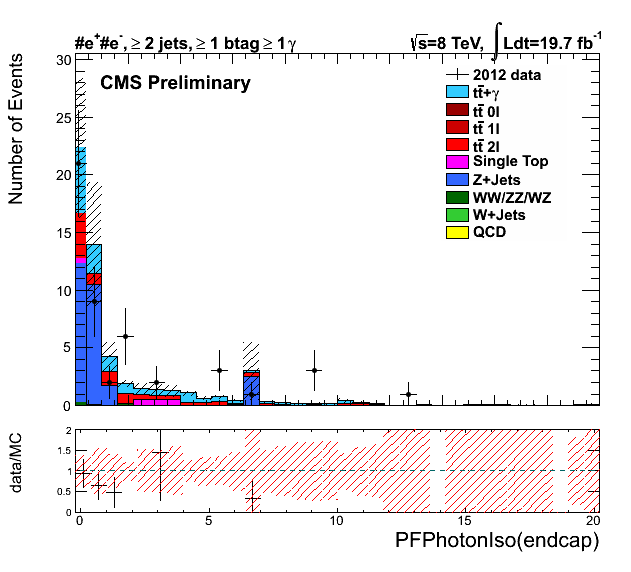 #e⁺#e⁻, ≥ 2 jets, ≥ 1 btag ≥ 1 γ
√s=8 TeV, ∫ Ldt=19.7 fb⁻¹
CMS Preliminary
2012 data
tt̄+γ
tt̄ 0l
tt̄ 1l
tt̄ 2l
Single Top
Z+Jets
WW/ZZ/WZ
W+Jets
QCD
Number of Events
30
25
20
15
10
5
0
data/MC
2
1.5
1
0.5
0
0 5 10 15 20
PFPhotonIso(endcap)